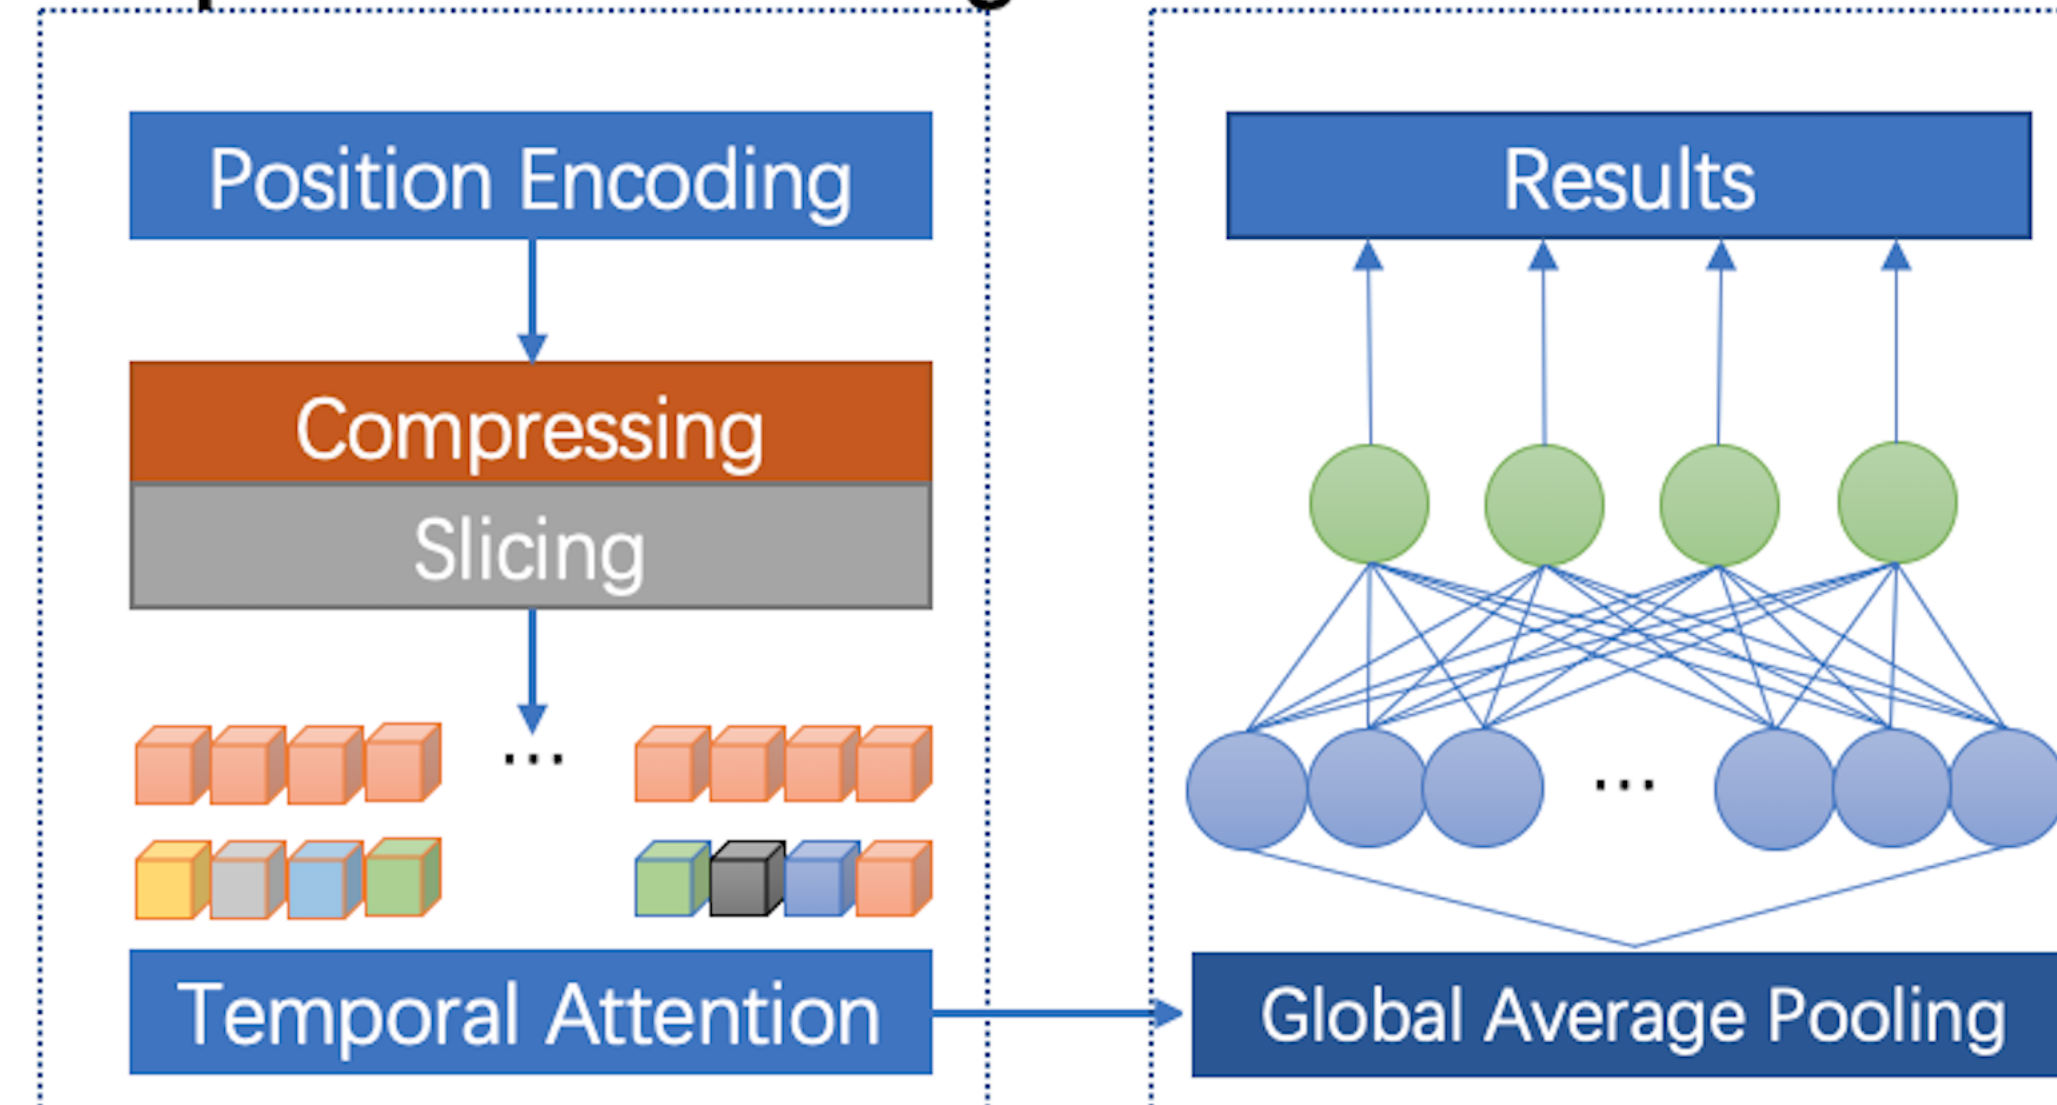 Position Encoding
Compressing
Slicing
...
Temporal Attention
Results
...
Global Average Pooling